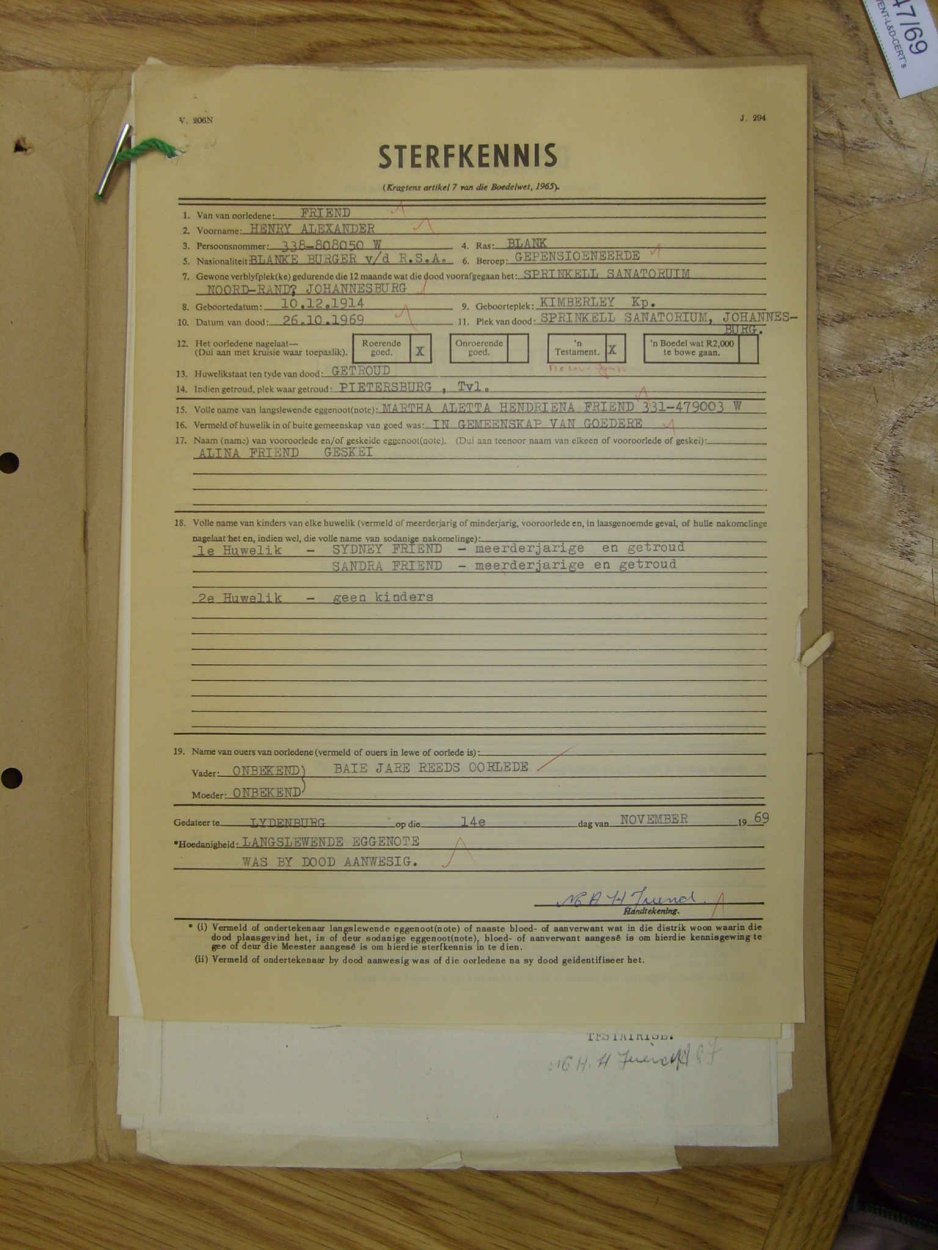 47/69
V. 206N J. 294
STERFKENNIS
(Kragtens artikel 7 van die Boedelwet, 1965).
1. Van van oorledene: FRIEND
2. Voorname: HENRY ALEXANDER
3. Persoonsnommer: 338-808050 W 4. Ras: BLANK
5. Nasionaliteit BLANKE BURGER v/d R.S.A. 6. Beroep: GEPENSIOENEERDE
7. Gewone verblyfplek(ke) gedurende die 12 maande wat die dood voorafgegaan het: SPRINKELL SANATORUIM
NOORD-RAND? JOHANNESBURG
8. Geboortedatum: 10.12.1914 9. Geboorteplek: KIMBERLEY Kp.
10. Datum van dood: 26.10.1969 11. Plek van dood: SPRINKELL SANATORIUM, JOHANNES-
BURG.
12. Het oorledene nagelaat— Roerende Onroerende 'n 'n Boedel wat R2,000
(Dui aan met kruisie waar toepaslik). goed. X goed. Testament. X te bowe gaan.
13. Huwelikstaat ten tyde van dood: GETROUD
14. Indien getroud, plek waar getroud: PIETERSBURG , Tvl.
15. Volle name van langslewende eggenoot(note): MARTHA ALETTA HENDRIENA FRIEND 331-479003 W
16. Vermeld of huwelik in of buite gemeenskap van goed was: IN GEMEENSKAP VAN GOEDERE
17. Naam (name) van vooroorlede en/of geskeide eggenoot(note). (Dui aan teenoor naam van elkeen of vooroorlede of geskei):
ALINA FRIEND GESKEI
18. Volle name van kinders van elke huwelik (vermeld of meerderjarig of minderjarig, vooroorlede en, in laasgenoemde geval, of hulle nakomelinge
nagelaat het en, indien wel, die volle name van sodanige nakomelinge):
1e Huwelik - SYDNEY FRIEND - meerderjarige en getroud
SANDRA FRIEND - meerderjarige en getroud
2e Huwelik - geen kinders
19. Name van ouers van oorledene (vermeld of ouers in lewe of oorlede is):
Vader: ONBEKEND) BAIE JARE REEDS OORLEDE
Moeder: ONBEKEND
Gedateer te LYDENBURG op die 14e dag van NOVEMBER 19 69
*Hoedanigheid: LANGSLEWENDE EGGENOTE
WAS BY DOOD AANWESIG.
M A H Friend
Handtekening.
* (i) Vermeld of ondertekenaar langslewende eggenoot(note) of naaste bloed- of aanverwant wat in die distrik woon waarin die
dood plaasgevind het, is of deur sodanige eggenoot(note), bloed- of aanverwant aangesê is om hierdie kennisgewing te
gee of deur die Meester aangesê is om hierdie sterfkennis in te dien.
(ii) Vermeld of ondertekenaar by dood aanwesig was of die oorledene na sy dood geidentifiseer het.